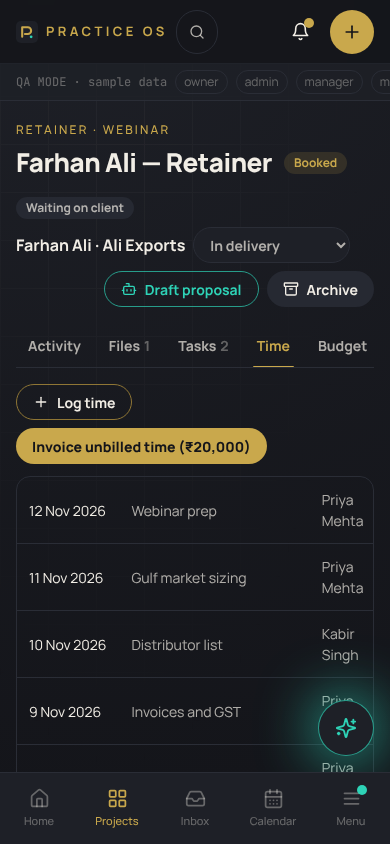 PRACTICE OS
QA MODE · sample data owner admin manager
RETAINER · WEBINAR
Farhan Ali — Retainer Booked
Waiting on client
Farhan Ali · Ali Exports In delivery
Draft proposal Archive
Activity Files 1 Tasks 2 Time Budget
+ Log time
Invoice unbilled time (₹20,000)
12 Nov 2026 Webinar prep Priya Mehta
11 Nov 2026 Gulf market sizing Priya Mehta
10 Nov 2026 Distributor list Kabir Singh
9 Nov 2026 Invoices and GST Priya
Priya
Home Projects Inbox Calendar Menu